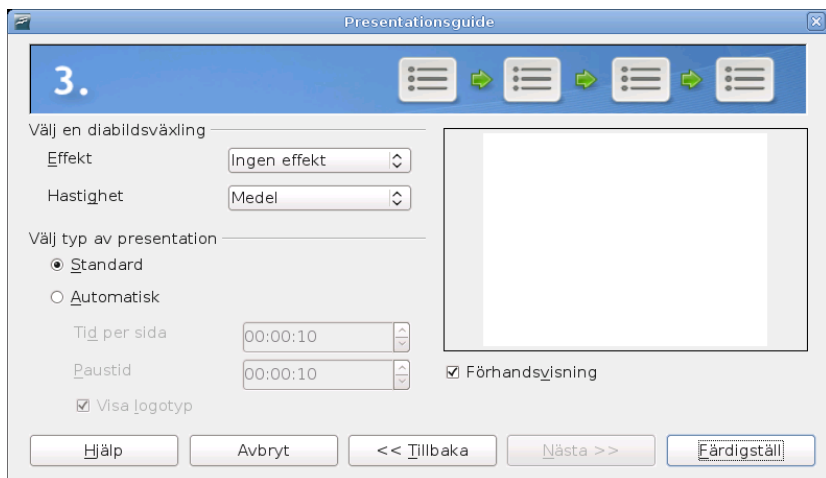 Presentationsguide
3.
Välj en diabildsväxling
Effekt
Ingen effekt
Hastighet
Medel
Välj typ av presentation
Standard
Automatisk
Tid per sida
00:00:10
Paustid
00:00:10
Visa logotyp
Förhandsvisning
Hjälp
Avbryt
<< Tillbaka
Nästa >>
Färdigställ